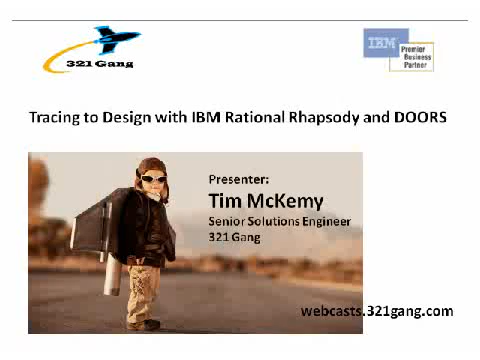 321 Gang
IBM
Premier
Business
Partner
Tracing to Design with IBM Rational Rhapsody and DOORS
Presenter:
Tim McKemy
Senior Solutions Engineer
321 Gang
webcasts.321gang.com